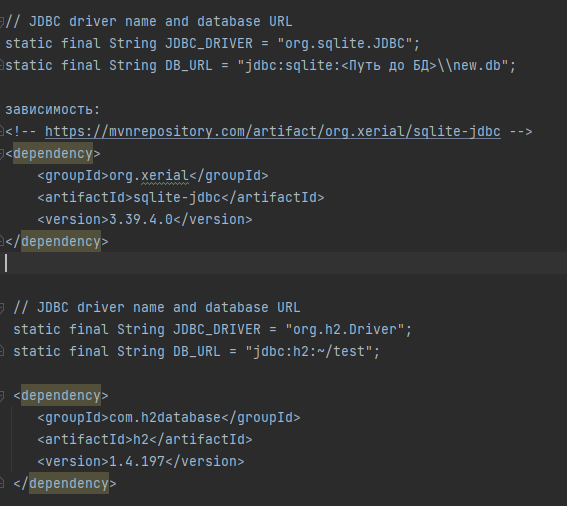 // JDBC driver name and database URL
static final String JDBC_DRIVER = "org.sqlite.JDBC";
static final String DB_URL = "jdbc:sqlite:<Путь до БД>\\new.db";
зависимость:
<!-- https://mvnrepository.com/artifact/org.xerial/sqlite-jdbc -->
<dependency>
<groupId>org.xerial</groupId>
<artifactId>sqlite-jdbc</artifactId>
<version>3.39.4.0</version>
</dependency>
// JDBC driver name and database URL
static final String JDBC_DRIVER = "org.h2.Driver";
static final String DB_URL = "jdbc:h2:~/test";
<dependency>
<groupId>com.h2database</groupId>
<artifactId>h2</artifactId>
<version>1.4.197</version>
</dependency>